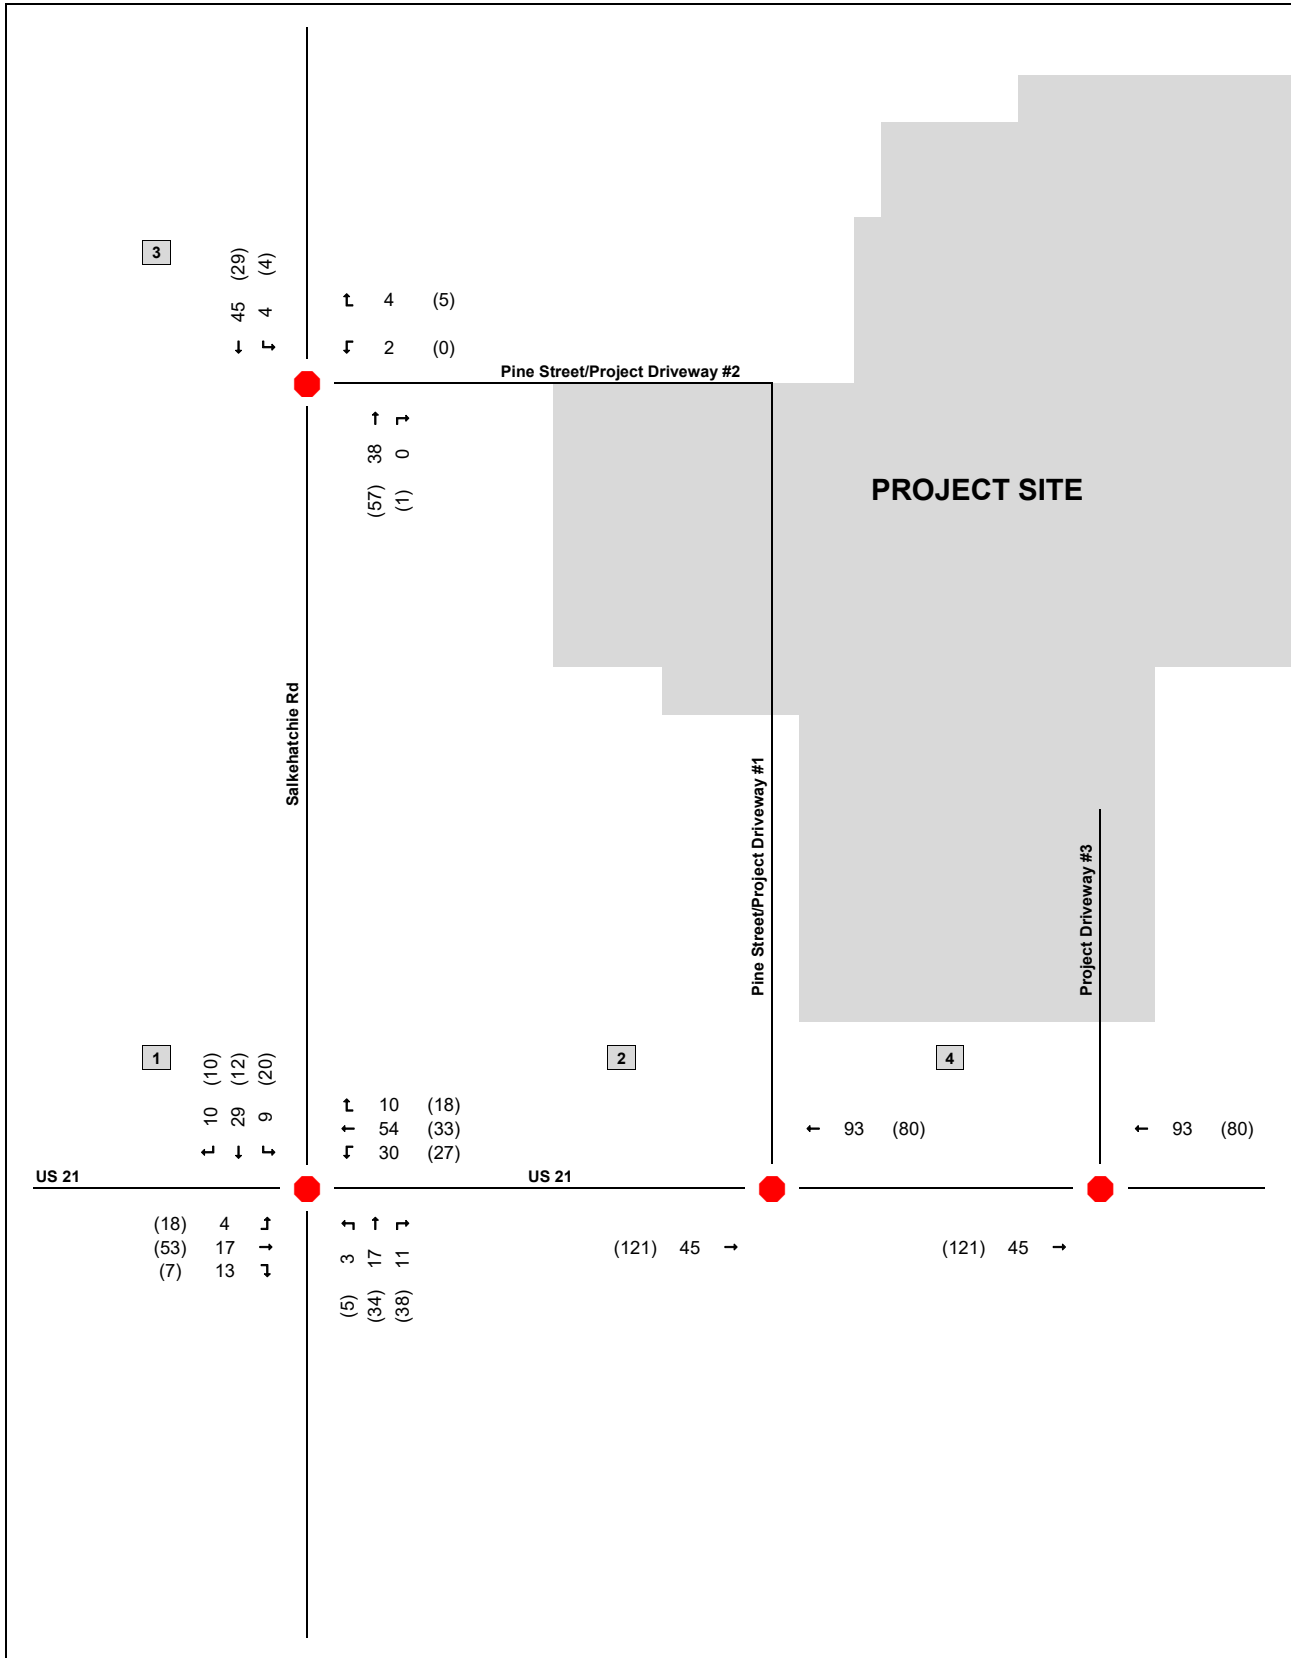 3
(29)
(4)
45
4
↓ ↳
↰ 4 (5)
↲ 2 (0)
Pine Street/Project Driveway #2
↑ ↱
38
0
(57)
(1)
PROJECT SITE
Salkehatchie Rd
Pine Street/Project Driveway #1
Project Driveway #3
1
(10)
(12)
(20)
10
29
9
2
4
10 (18)
← 54 (33)
30 (27)
← 93 (80)
← 93 (80)
US 21
US 21
(18) 4
(53) 17 →
(7) 13
3
17
11
(5)
(34)
(38)
(121) 45 →
(121) 45 →